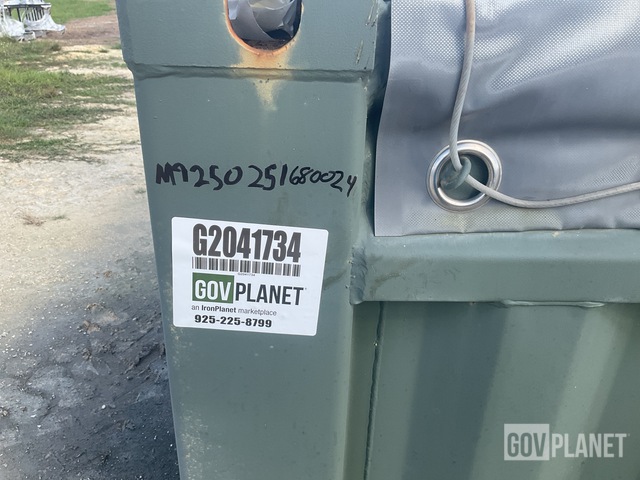 M9250251680024
G2041734
GOVPLANET
an IronPlanet marketplace
925-225-8799
GOVPLANET